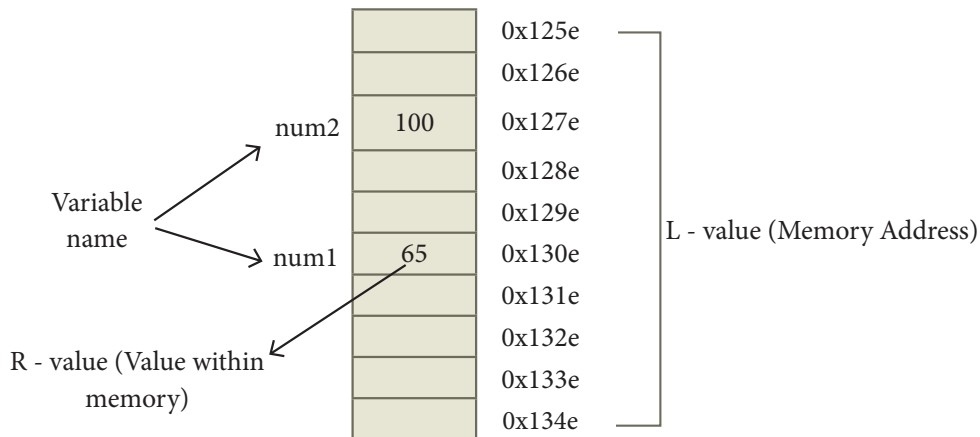 0x125e
0x126e
num2 100 0x127e
0x128e
Variable
name
0x129e
L - value (Memory Address)
num1 65 0x130e
0x131e
0x132e
R - value (Value within
memory)
0x133e
0x134e